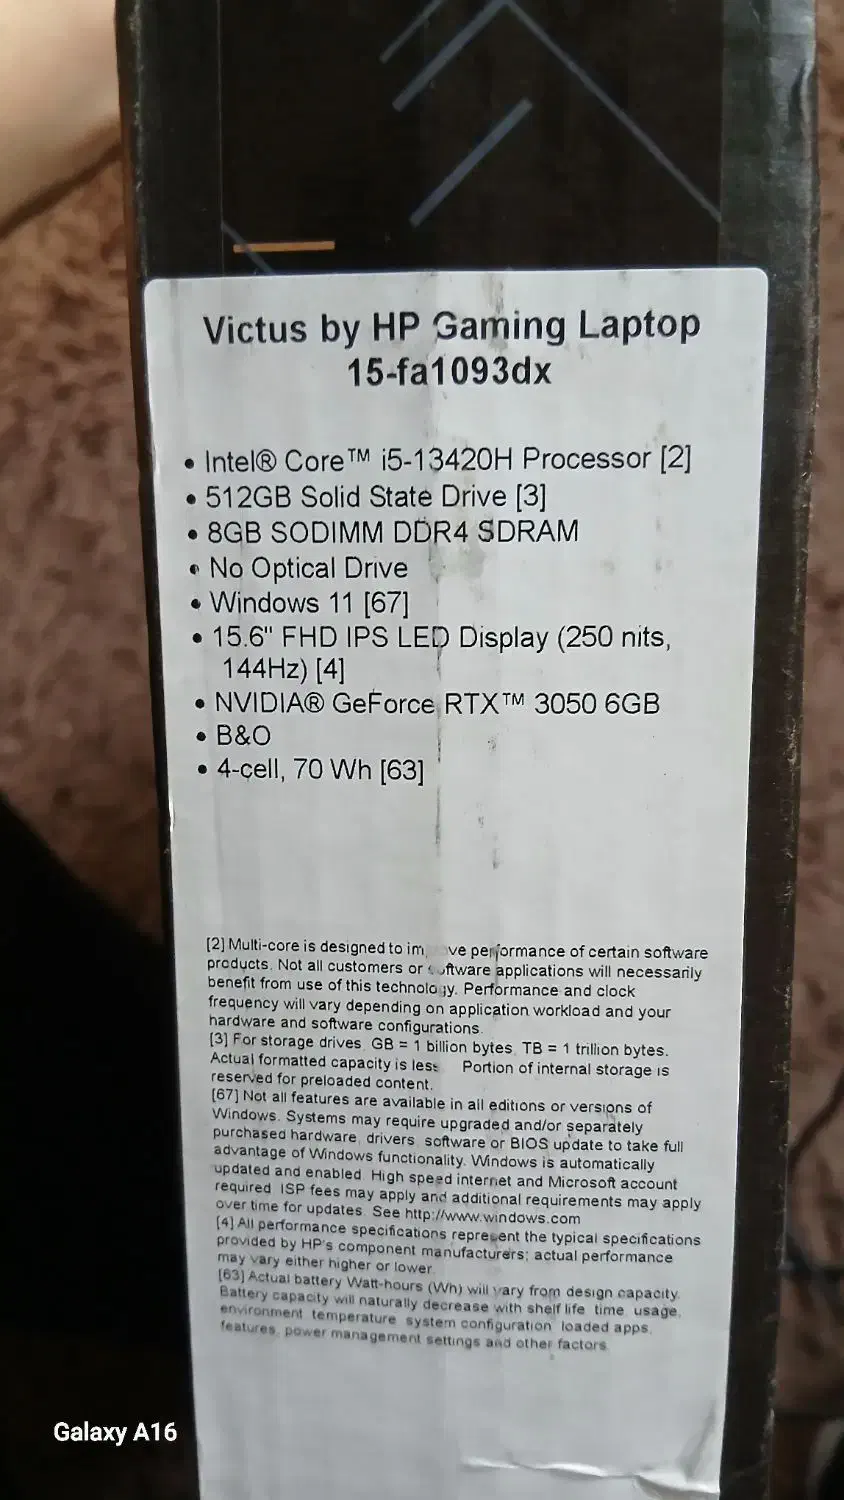 Victus by HP Gaming Laptop
15-fa1093dx
• Intel® Core™ i5-13420H Processor [2]
• 512GB Solid State Drive [3]
• 8GB SODIMM DDR4 SDRAM
• No Optical Drive
• Windows 11 [67]
• 15.6" FHD IPS LED Display (250 nits,
144Hz) [4]
• NVIDIA® GeForce RTX™ 3050 6GB
• B&O
• 4-cell, 70 Wh [63]
[2] Multi-core is designed to im ve performance of certain software
products. Not all customers or software applications will necessarily
benefit from use of this technology. Performance and clock
frequency will vary depending on application workload and your
hardware and software configurations.
[3] For storage drives, GB = 1 billion bytes, TB = 1 trillion bytes.
Actual formatted capacity is less Portion of internal storage is
reserved for preloaded content.
[67] Not all features are available in all editions or versions of
Windows. Systems may require upgraded and/or separately
purchased hardware, drivers software or BIOS update to take full
advantage of Windows functionality. Windows is automatically
updated and enabled High speed internet and Microsoft account
required ISP fees may apply and additional requirements may apply
over time for updates. See http://www.windows.com
[4] All performance specifications represent the typical specifications
provided by HP's component manufacturers; actual performance
may vary either higher or lower.
[63] Actual battery Watt-hours (Wh) will vary from design capacity.
Battery capacity will naturally decrease with shelf life time, usage,
environment temperature system configuration loaded apps,
features, power management settings and other factors.
Galaxy A16